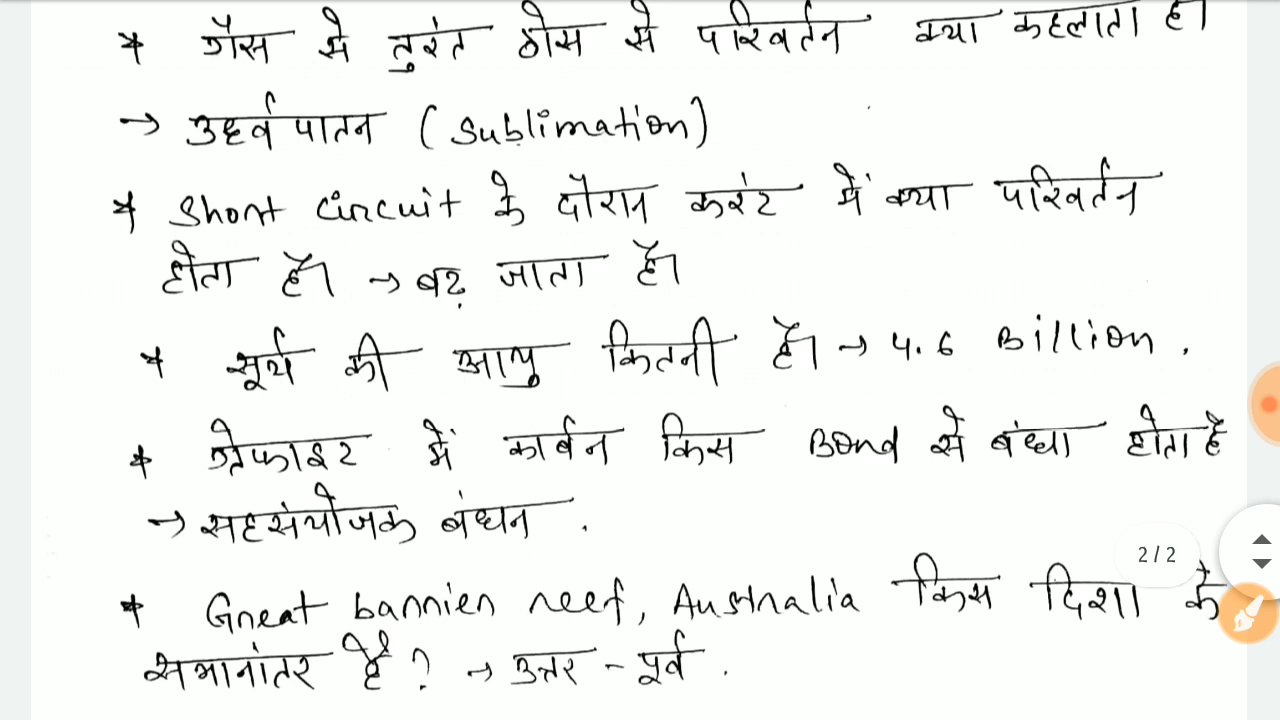 * गैस से तुरंत ठोस से परिवर्तन क्या कहलाता है।
→ उर्ध्वपातन (Sublimation)
* Short circuit के दौरान करंट में क्या परिवर्तन
होता है। → बढ़ जाता है।
* सूर्य की आयु कितनी है। → 4.6 Billion.
* ग्रेफाइट में कार्बन किस Bond से बंधा होता है
→ सहसंयोजक बंधन.
2/2
* Great barrier reef, Australia किस दिशा के
समानांतर है? → उत्तर - पूर्व.